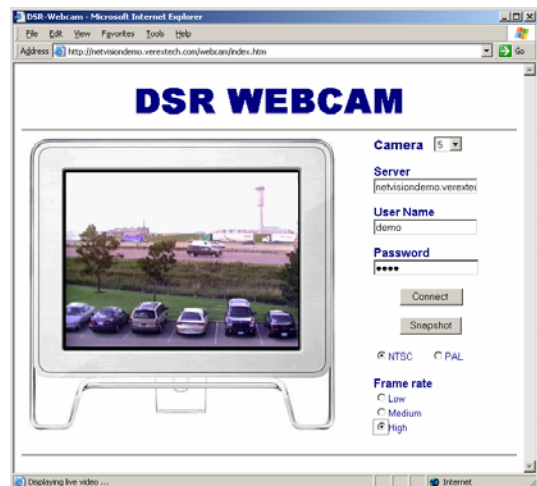 DSR-Webcam - Microsoft Internet Explorer
File Edit View Favorites Tools Help
Address http://netvisiondemo.verextech.com/webcam/index.htm Go
DSR WEBCAM
Camera 5
Server
netvisiondemo.verextec
User Name
demo
Password
••••
Connect
Snapshot
NTSC PAL
Frame rate
Low
Medium
High
Displaying live video ... Internet